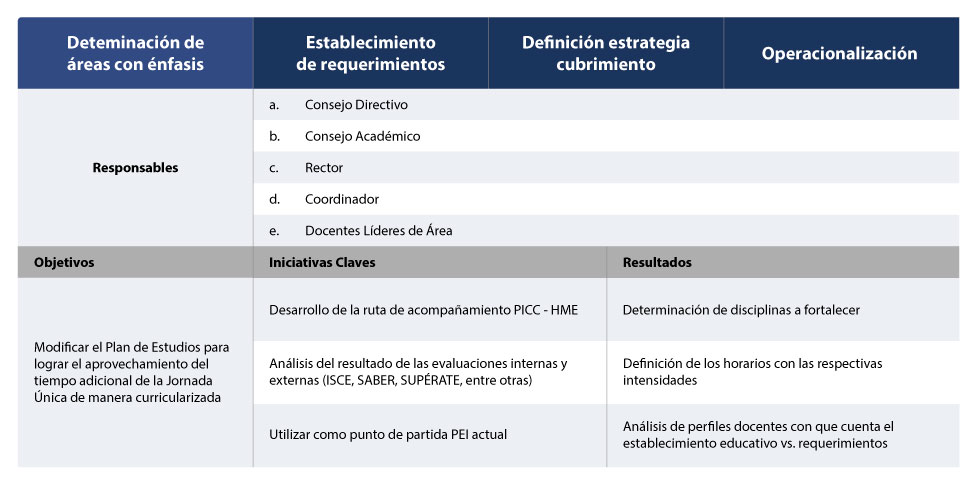 Deteminación de
áreas con énfasis
Establecimiento
de requerimientos
Definición estrategia
cubrimiento
Operacionalización
Responsables
a. Consejo Directivo
b. Consejo Académico
c. Rector
d. Coordinador
e. Docentes Líderes de Área
Objetivos
Iniciativas Claves
Resultados
Modificar el Plan de Estudios para
lograr el aprovechamiento del
tiempo adicional de la Jornada
Única de manera curricularizada
Desarrollo de la ruta de acompañamiento PICC - HME
Determinación de disciplinas a fortalecer
Análisis del resultado de las evaluaciones internas y
externas (ISCE, SABER, SUPÉRATE, entre otras)
Definición de los horarios con las respectivas
intensidades
Utilizar como punto de partida PEI actual
Análisis de perfiles docentes con que cuenta el
establecimiento educativo vs. requerimientos